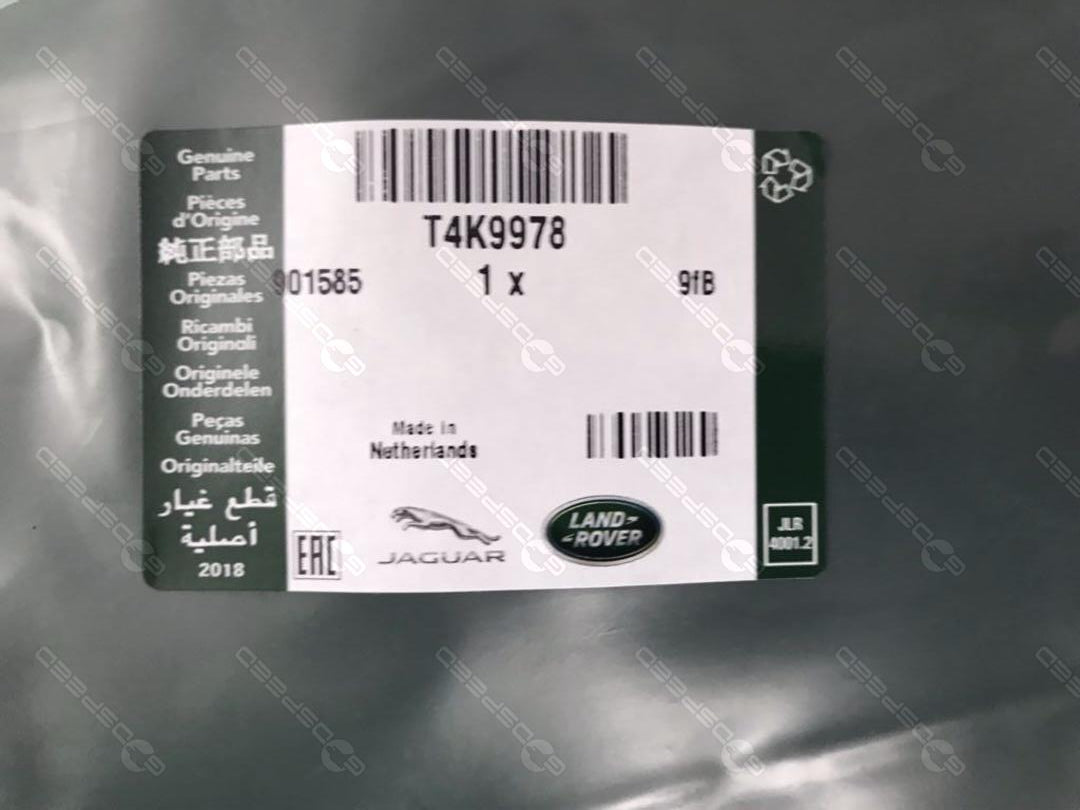 Genuine
Parts
Pièces
d'Origine
純正部品
Piezas
Originales
Ricambi
Originali
Originele
Onderdelen
Peças
Genuinas
Originalteile
قطع غيار
أصلية
2018
T4K9978
901585 1 x 9fB
Made in
Netherlands
EAC
JAGUAR
LAND-
-ROVER
JLR
4001.2